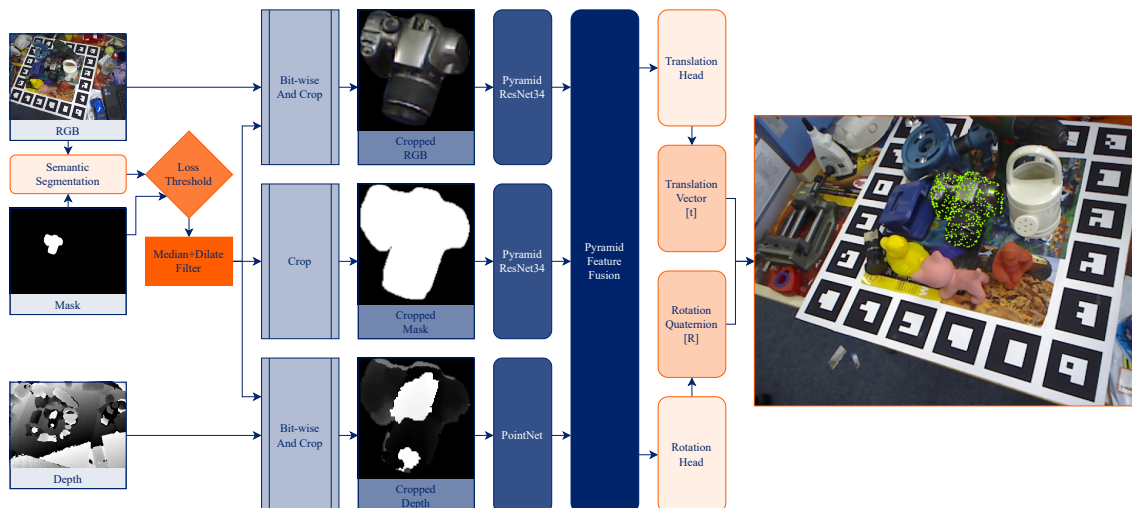 RGB
Semantic
Segmentation
Mask
Depth
Loss
Threshold
Median+Dilate
Filter
Bit-wise
And Crop
Crop
Bit-wise
And Crop
Cropped
RGB
Cropped
Mask
Cropped
Depth
Pyramid
ResNet34
Pyramid
ResNet34
PointNet
Pyramid
Feature
Fusion
Translation
Head
Translation
Vector
[t]
Rotation
Quaternion
[R]
Rotation
Head